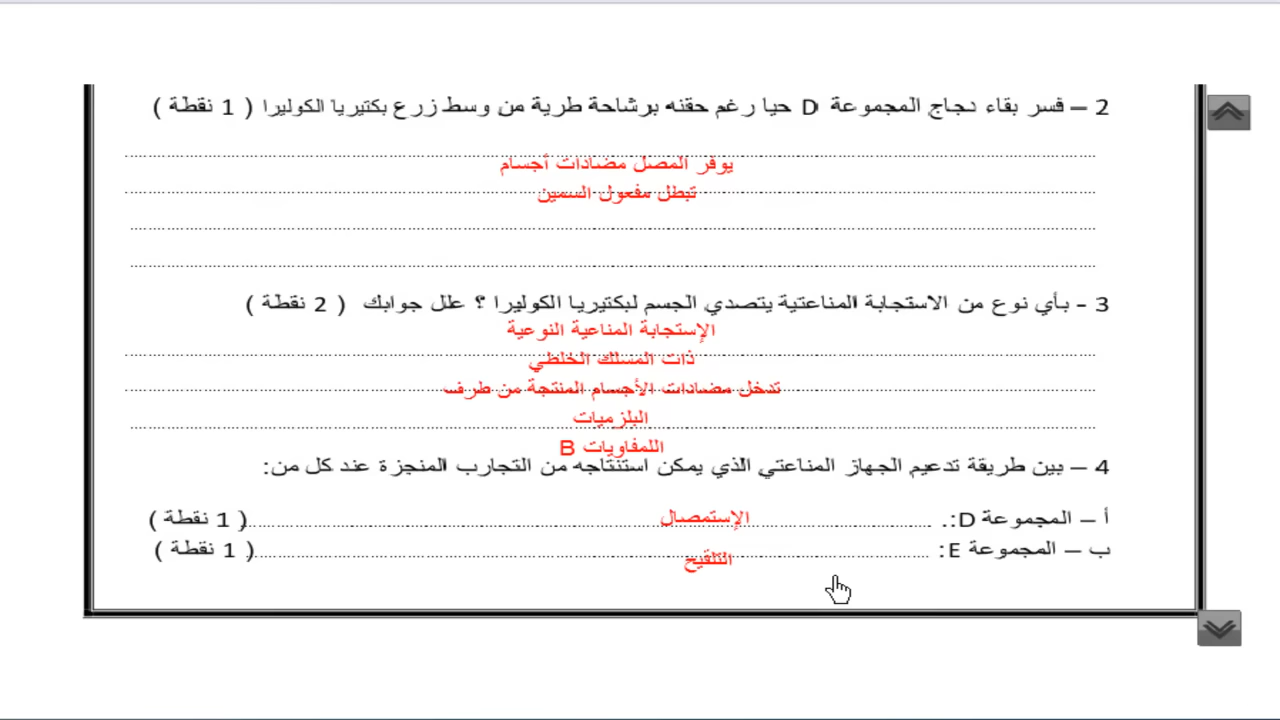 2 – فسر بقاء دجاج المجموعة D حيا رغم حقنه برشاحة طرية من وسط زرع بكتيريا الكوليرا ( 1 نقطة )
يوفر المصل مضادات أجسام
تبطل مفعول السمين
3 - بأي نوع من الاستجابة المناعتية يتصدي الجسم لبكتيريا الكوليرا ؟ علل جوابك ( 2 نقطة )
الإستجابة المناعية النوعية
ذات المسلك الخلطي
تدخل مضادات الأجسام المنتجة من طرف
البلزميات
اللمفاويات B
4 – بين طريقة تدعيم الجهاز المناعتي الذي يمكن استنتاجه من التجارب المنجزة عند كل من:
أ – المجموعة D:. الإستمصال ( 1 نقطة )
ب – المجموعة E: التلقيح ( 1 نقطة )